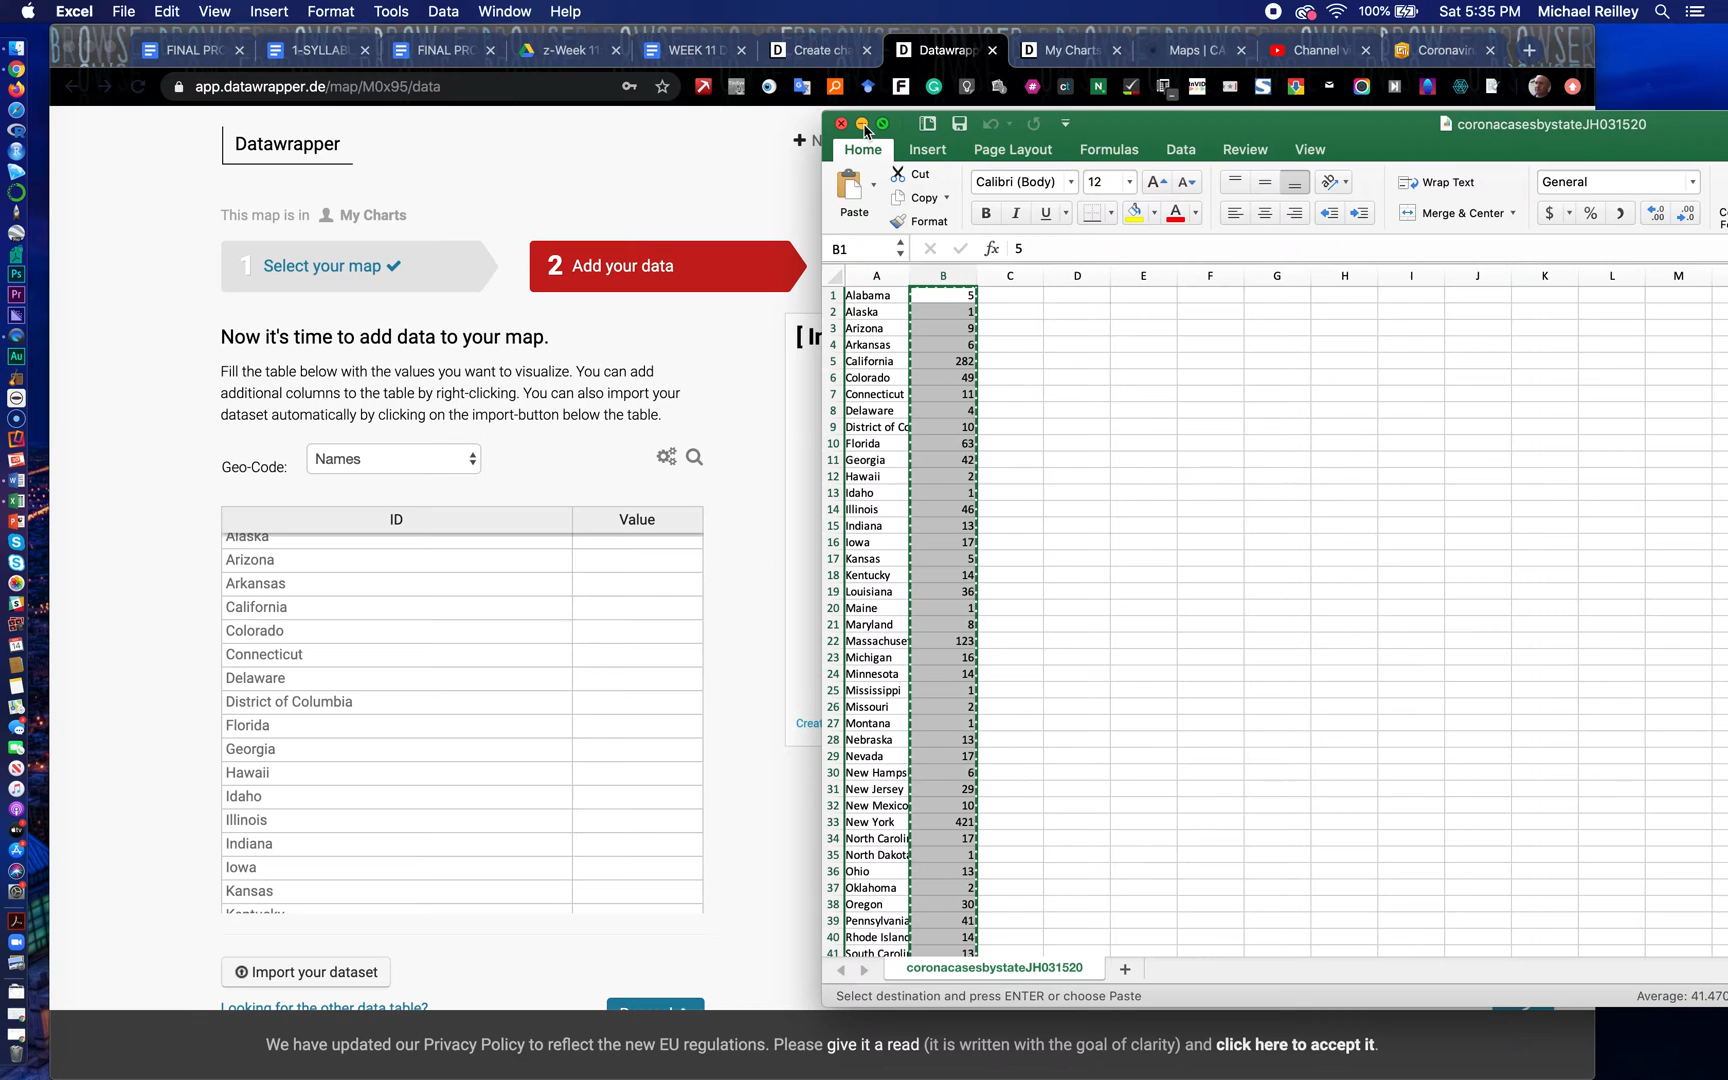 Excel File Edit View Insert Format Tools Data Window Help 100% Sat 5:35 PM Michael Reilley
FINAL PR × 1-SYLLAB × FINAL PR × z-Week 11 × WEEK 11 D × Create cha × Datawrapp × My Charts × Maps | CA × Channel v × Coronavir ×
app.datawrapper.de/map/M0x95/data
coronacasesbystateJH031520
Home Insert Page Layout Formulas Data Review View
Paste Cut Copy Format
Calibri (Body) 12 Wrap Text General
B I U Merge & Center $ %
B1 fx 5
A B C D E F G H I J K L M
1 Alabama 5
2 Alaska 1
3 Arizona 9
4 Arkansas 6
5 California 282
6 Colorado 49
7 Connecticut 11
8 Delaware 4
9 District of Co 10
10 Florida 63
11 Georgia 42
12 Hawaii 2
13 Idaho 1
14 Illinois 46
15 Indiana 13
16 Iowa 17
17 Kansas 5
18 Kentucky 14
19 Louisiana 36
20 Maine 1
21 Maryland 8
22 Massachuset 123
23 Michigan 16
24 Minnesota 14
25 Mississippi 1
26 Missouri 2
27 Montana 1
28 Nebraska 13
29 Nevada 17
30 New Hamps 6
31 New Jersey 29
32 New Mexico 10
33 New York 421
34 North Caroli 17
35 North Dakota 1
36 Ohio 13
37 Oklahoma 2
38 Oregon 30
39 Pennsylvania 41
40 Rhode Island 14
41 South Caroli 13
coronacasesbystateJH031520
Select destination and press ENTER or choose Paste Average: 41.470
Datawrapper
This map is in My Charts
1 Select your map
2 Add your data
Now it's time to add data to your map.
Fill the table below with the values you want to visualize. You can add
additional columns to the table by right-clicking. You can also import your
dataset automatically by clicking on the import-button below the table.
Geo-Code: Names
ID Value
Alaska
Arizona
Arkansas
California
Colorado
Connecticut
Delaware
District of Columbia
Florida
Georgia
Hawaii
Idaho
Illinois
Indiana
Iowa
Kansas
Kentucky
Import your dataset
Looking for the other data table?
[ In
Creat
We have updated our Privacy Policy to reflect the new EU regulations. Please give it a read (it is written with the goal of clarity) and click here to accept it.